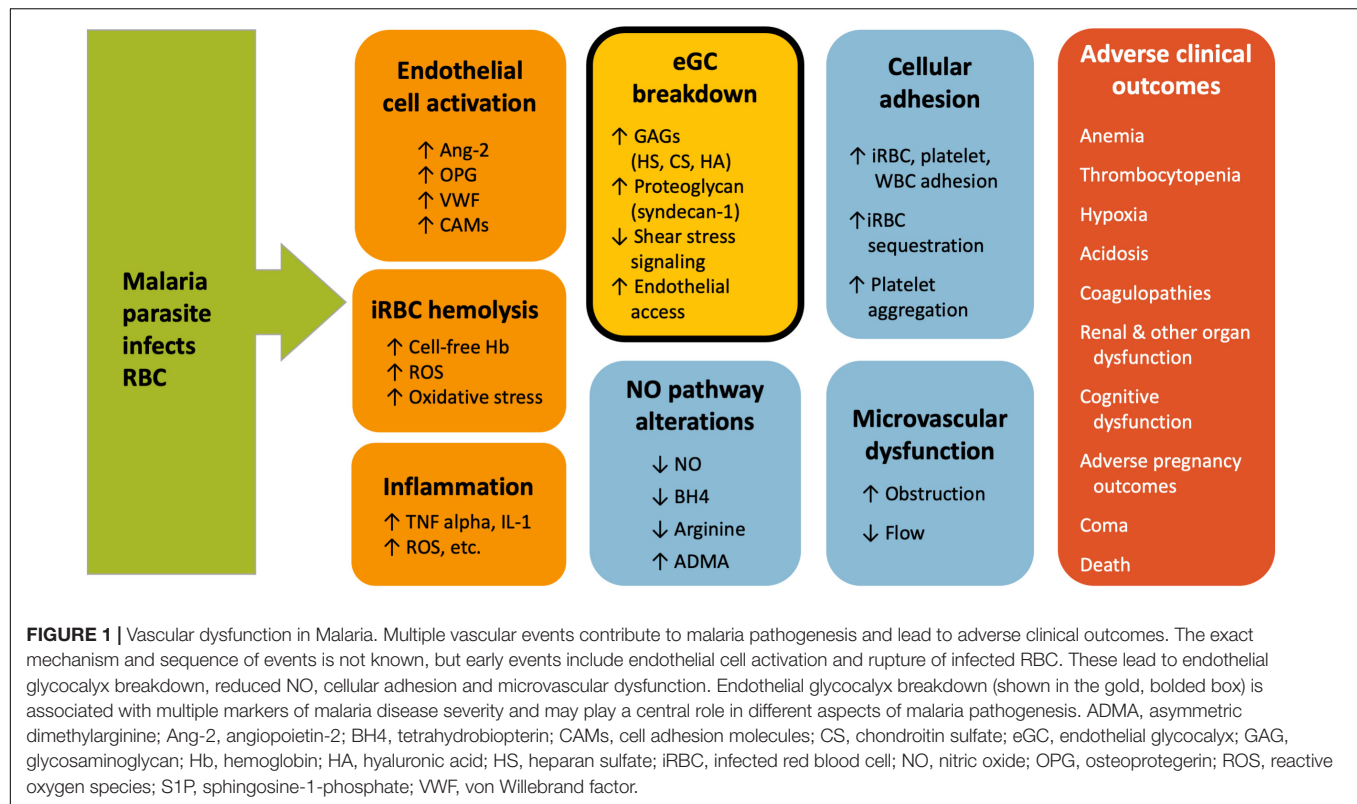 Malaria
parasite
infects
RBC
Endothelial
cell activation
↑ Ang-2
↑ OPG
↑ VWF
↑ CAMs
iRBC hemolysis
↑ Cell-free Hb
↑ ROS
↑ Oxidative stress
Inflammation
↑ TNF alpha, IL-1
↑ ROS, etc.
eGC
breakdown
↑ GAGs
(HS, CS, HA)
↑ Proteoglycan
(syndecan-1)
↓ Shear stress
signaling
↑ Endothelial
access
NO pathway
alterations
↓ NO
↓ BH4
↓ Arginine
↑ ADMA
Cellular
adhesion
↑ iRBC, platelet,
WBC adhesion
↑iRBC
sequestration
↑ Platelet
aggregation
Microvascular
dysfunction
↑ Obstruction
↓ Flow
Adverse clinical
outcomes
Anemia
Thrombocytopenia
Hypoxia
Acidosis
Coagulopathies
Renal & other organ
dysfunction
Cognitive
dysfunction
Adverse pregnancy
outcomes
Coma
Death
FIGURE 1 | Vascular dysfunction in Malaria. Multiple vascular events contribute to malaria pathogenesis and lead to adverse clinical outcomes. The exact
mechanism and sequence of events is not known, but early events include endothelial cell activation and rupture of infected RBC. These lead to endothelial
glycocalyx breakdown, reduced NO, cellular adhesion and microvascular dysfunction. Endothelial glycocalyx breakdown (shown in the gold, bolded box) is
associated with multiple markers of malaria disease severity and may play a central role in different aspects of malaria pathogenesis. ADMA, asymmetric
dimethylarginine; Ang-2, angiopoietin-2; BH4, tetrahydrobiopterin; CAMs, cell adhesion molecules; CS, chondroitin sulfate; eGC, endothelial glycocalyx; GAG,
glycosaminoglycan; Hb, hemoglobin; HA, hyaluronic acid; HS, heparan sulfate; iRBC, infected red blood cell; NO, nitric oxide; OPG, osteoprotegerin; ROS, reactive
oxygen species; S1P, sphingosine-1-phosphate; VWF, von Willebrand factor.